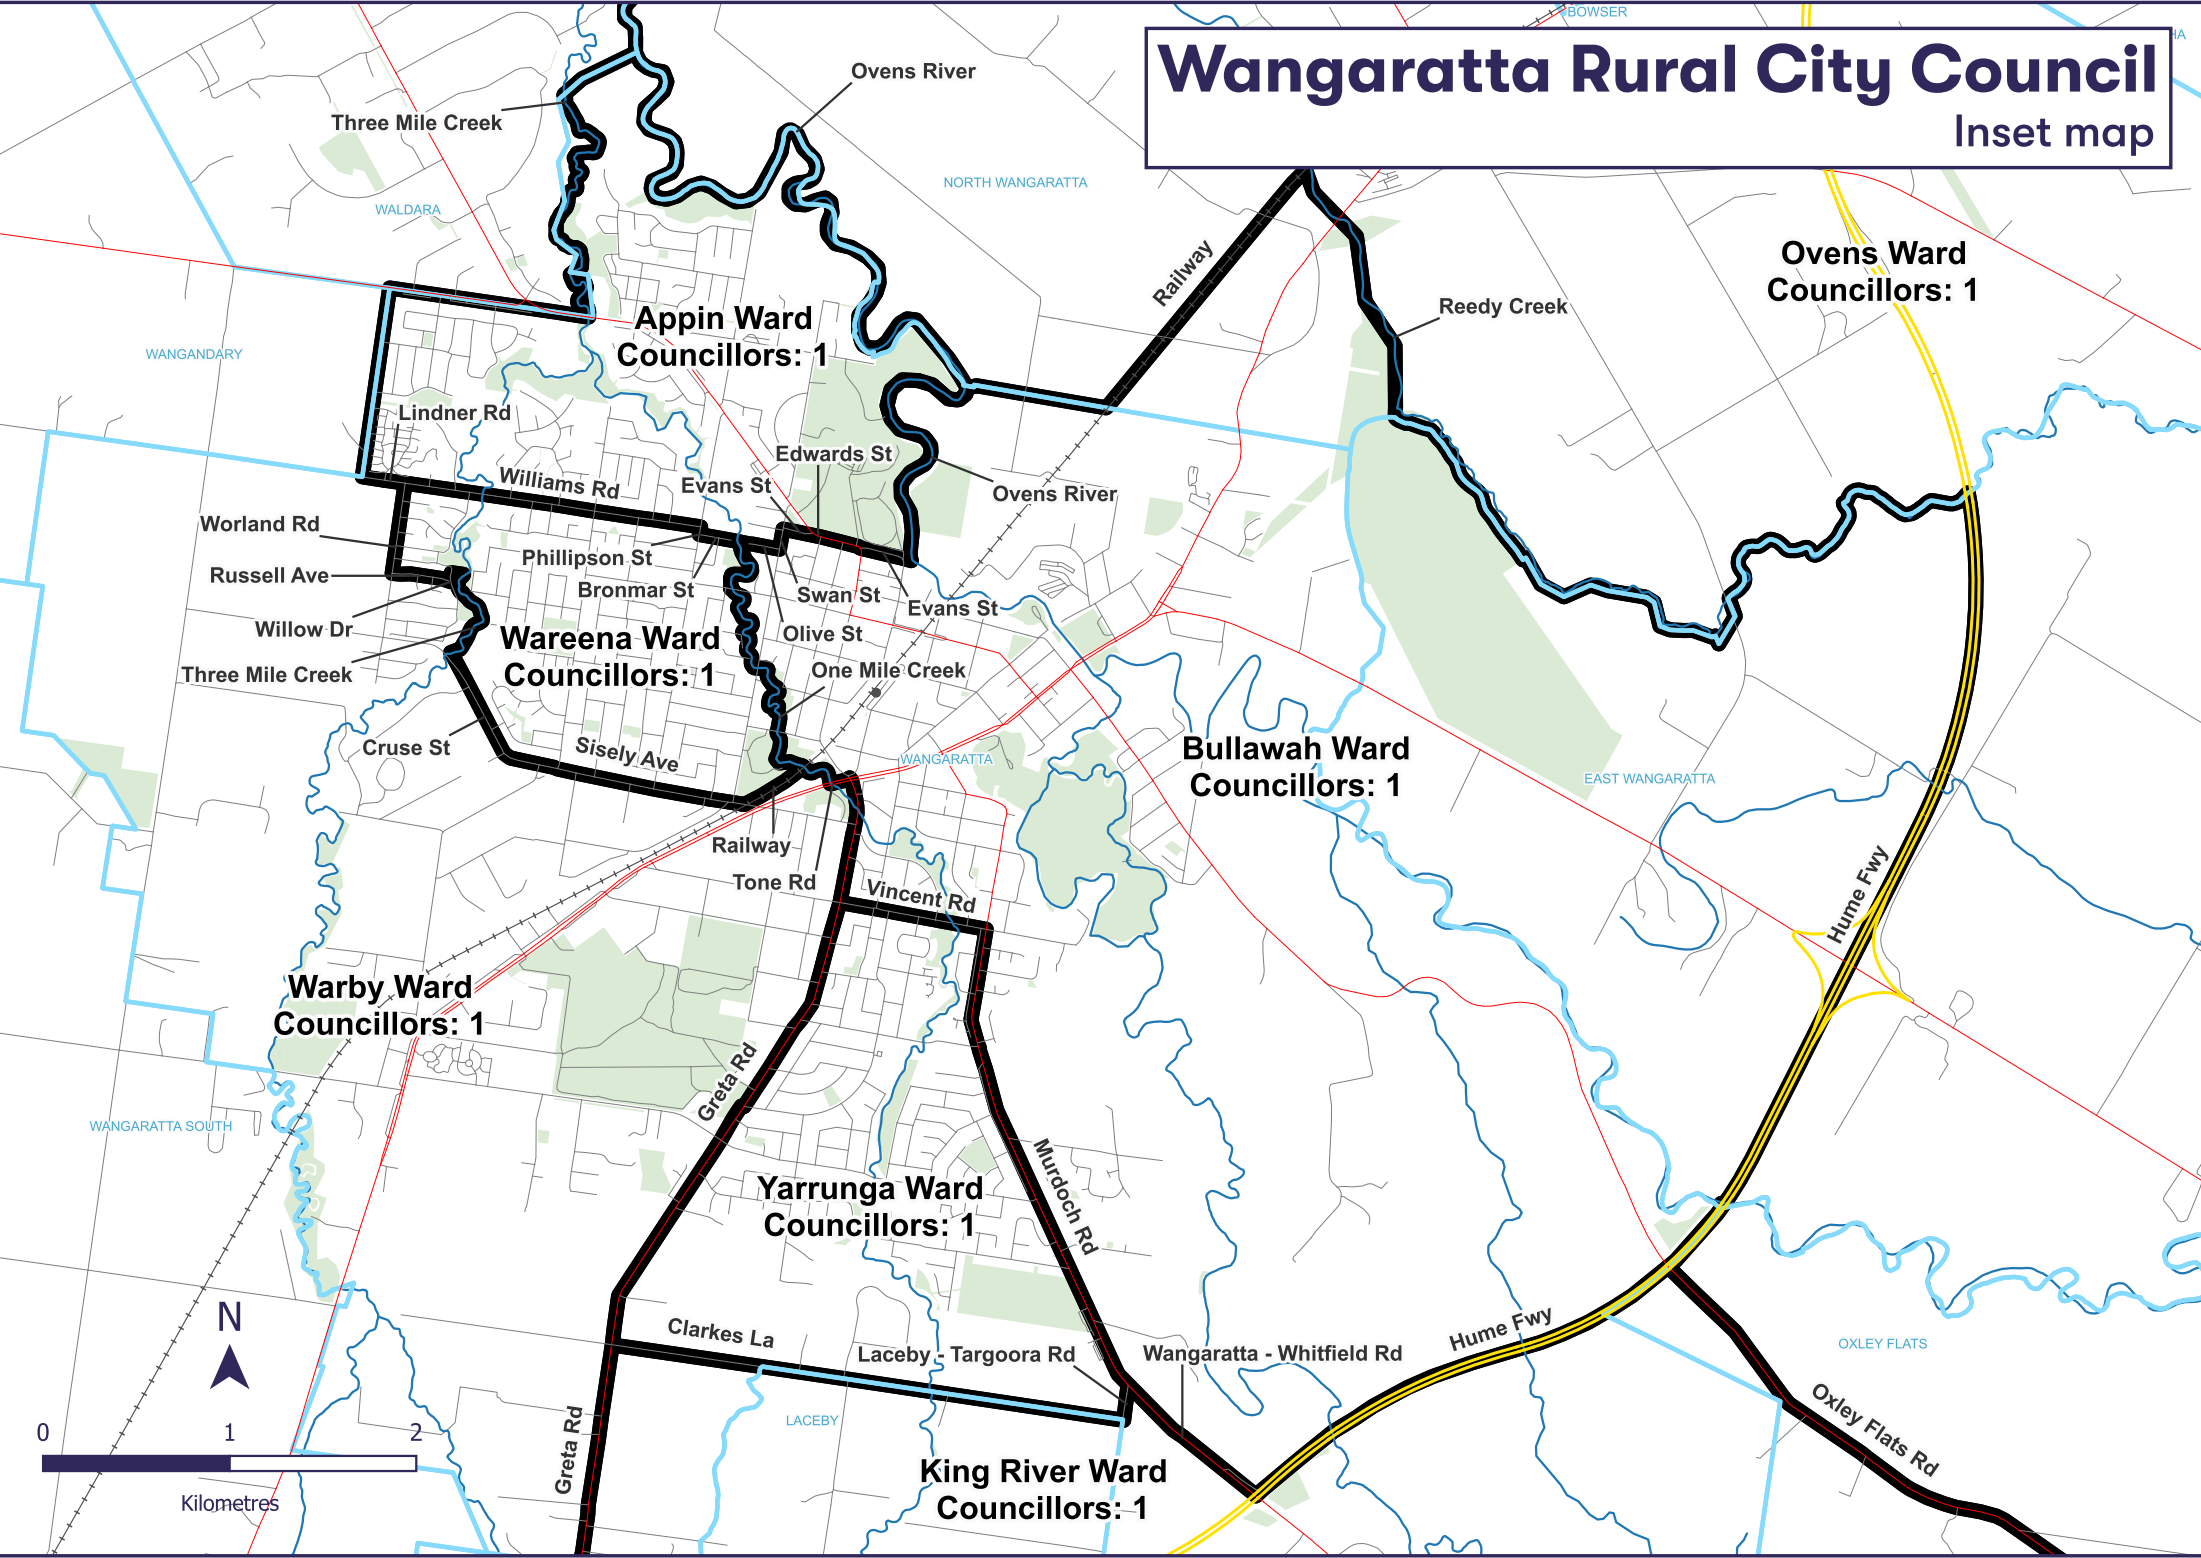 BOWSER
HA
Wangaratta Rural City Council
Inset map
Ovens River
Three Mile Creek
NORTH WANGARATTA
WALDARA
Railway
Ovens Ward
Councillors: 1
Reedy Creek
Appin Ward
Councillors: 1
WANGANDARY
Lindner Rd
Edwards St
Williams Rd
Evans St
Ovens River
Worland Rd
Phillipson St
Russell Ave
Bronmar St
Swan St
Evans St
Willow Dr
Olive St
Wareena Ward
Councillors: 1
Three Mile Creek
One Mile Creek
Cruse St
Sisely Ave
WANGARATTA
Bullawah Ward
Councillors: 1
EAST WANGARATTA
Railway
Tone Rd
Vincent Rd
Hume Fwy
Warby Ward
Councillors: 1
Greta Rd
WANGARATTA SOUTH
Murdoch Rd
Yarrunga Ward
Councillors: 1
N
Clarkes La
Laceby - Targoora Rd
Wangaratta - Whitfield Rd
Hume Fwy
OXLEY FLATS
Oxley Flats Rd
LACEBY
Greta Rd
0 1 2
Kilometres
King River Ward
Councillors: 1